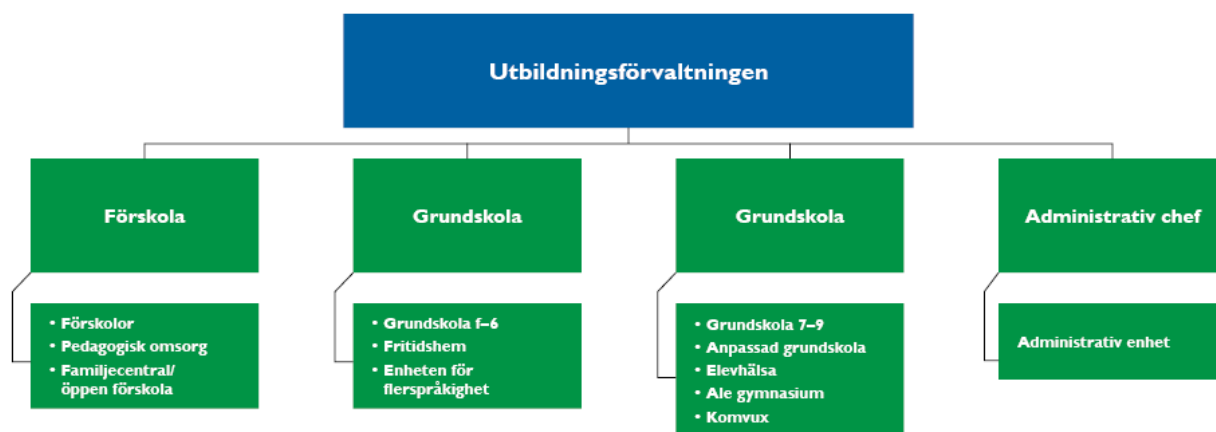 Utbildningsförvaltningen
Förskola
Grundskola
Grundskola
Administrativ chef
• Förskolor
• Pedagogisk omsorg
• Familjecentral/
öppen förskola
• Grundskola f–6
• Fritidshem
• Enheten för
flerspråkighet
• Grundskola 7–9
• Anpassad grundskola
• Elevhälsa
• Ale gymnasium
• Komvux
Administrativ enhet